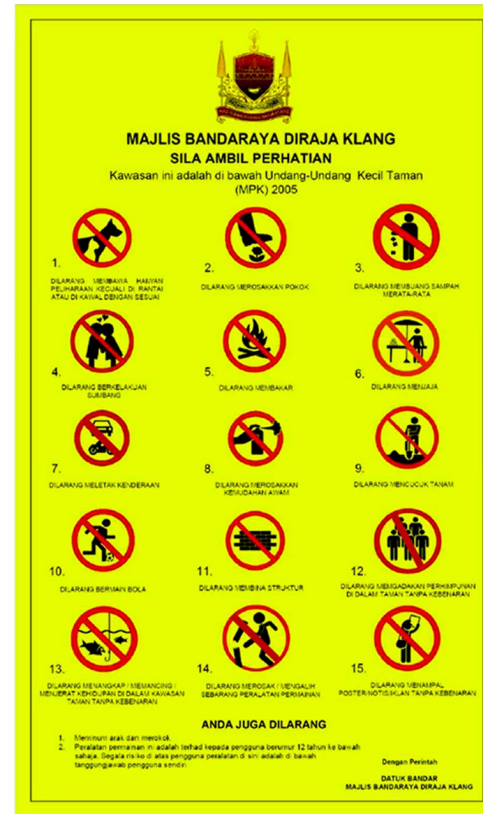 MAJLIS BANDARAYA DIRAJA KLANG
SILA AMBIL PERHATIAN
Kawasan ini adalah di bawah Undang-Undang Kecil Taman
(MPK) 2005
1.
DILARANG MEMBAWA HAIWAN
PELIHARAAN KECUALI DI RANTAI
ATAU DI KAWAL DENGAN SESUAI
2.
DILARANG MEROSAKKAN POKOK
3.
DILARANG MEMBUANG SAMPAH
MERATA-RATA
4.
DILARANG BERKELAKUAN
SUMBANG
5.
DILARANG MEMBAKAR
6.
DILARANG MENJAJA
7.
DILARANG MELETAK KENDERAAN
8.
DILARANG MEROSAKKAN
KEMUDAHAN AWAM
9.
DILARANG MENCUCUK TANAM
10.
DILARANG BERMAIN BOLA
11.
DILARANG MEMBINA STRUKTUR
12.
DILARANG MEMGADAKAN PERHIMPUNAN
DI DALAM TAMAN TANPA KEBENARAN
13.
DILARANG MENANGKAP / MEMANCING /
MENJERAT KEHIDUPAN DI DALAM KAWASAN
TAMAN TANPA KEBENARAN
14.
DILARANG MEROSAK / MENGALIH
SEBARANG PERALATAN PERMAINAN
15.
DILARANG MENAMPAL
POSTER/NOTIS/IKLAN TANPA KEBENARAN
ANDA JUGA DILARANG
1. Meminum arak dan merokok.
2. Peralatan permainan ini adalah terhad kepada pengguna berumur 12 tahun ke bawah
sahaja. Segala risiko di atas pengguna peralatan di sini adalah di bawah
tanggungjawab pengguna sendiri
Dengan Perintah
DATUK BANDAR
MAJLIS BANDARAYA DIRAJA KLANG